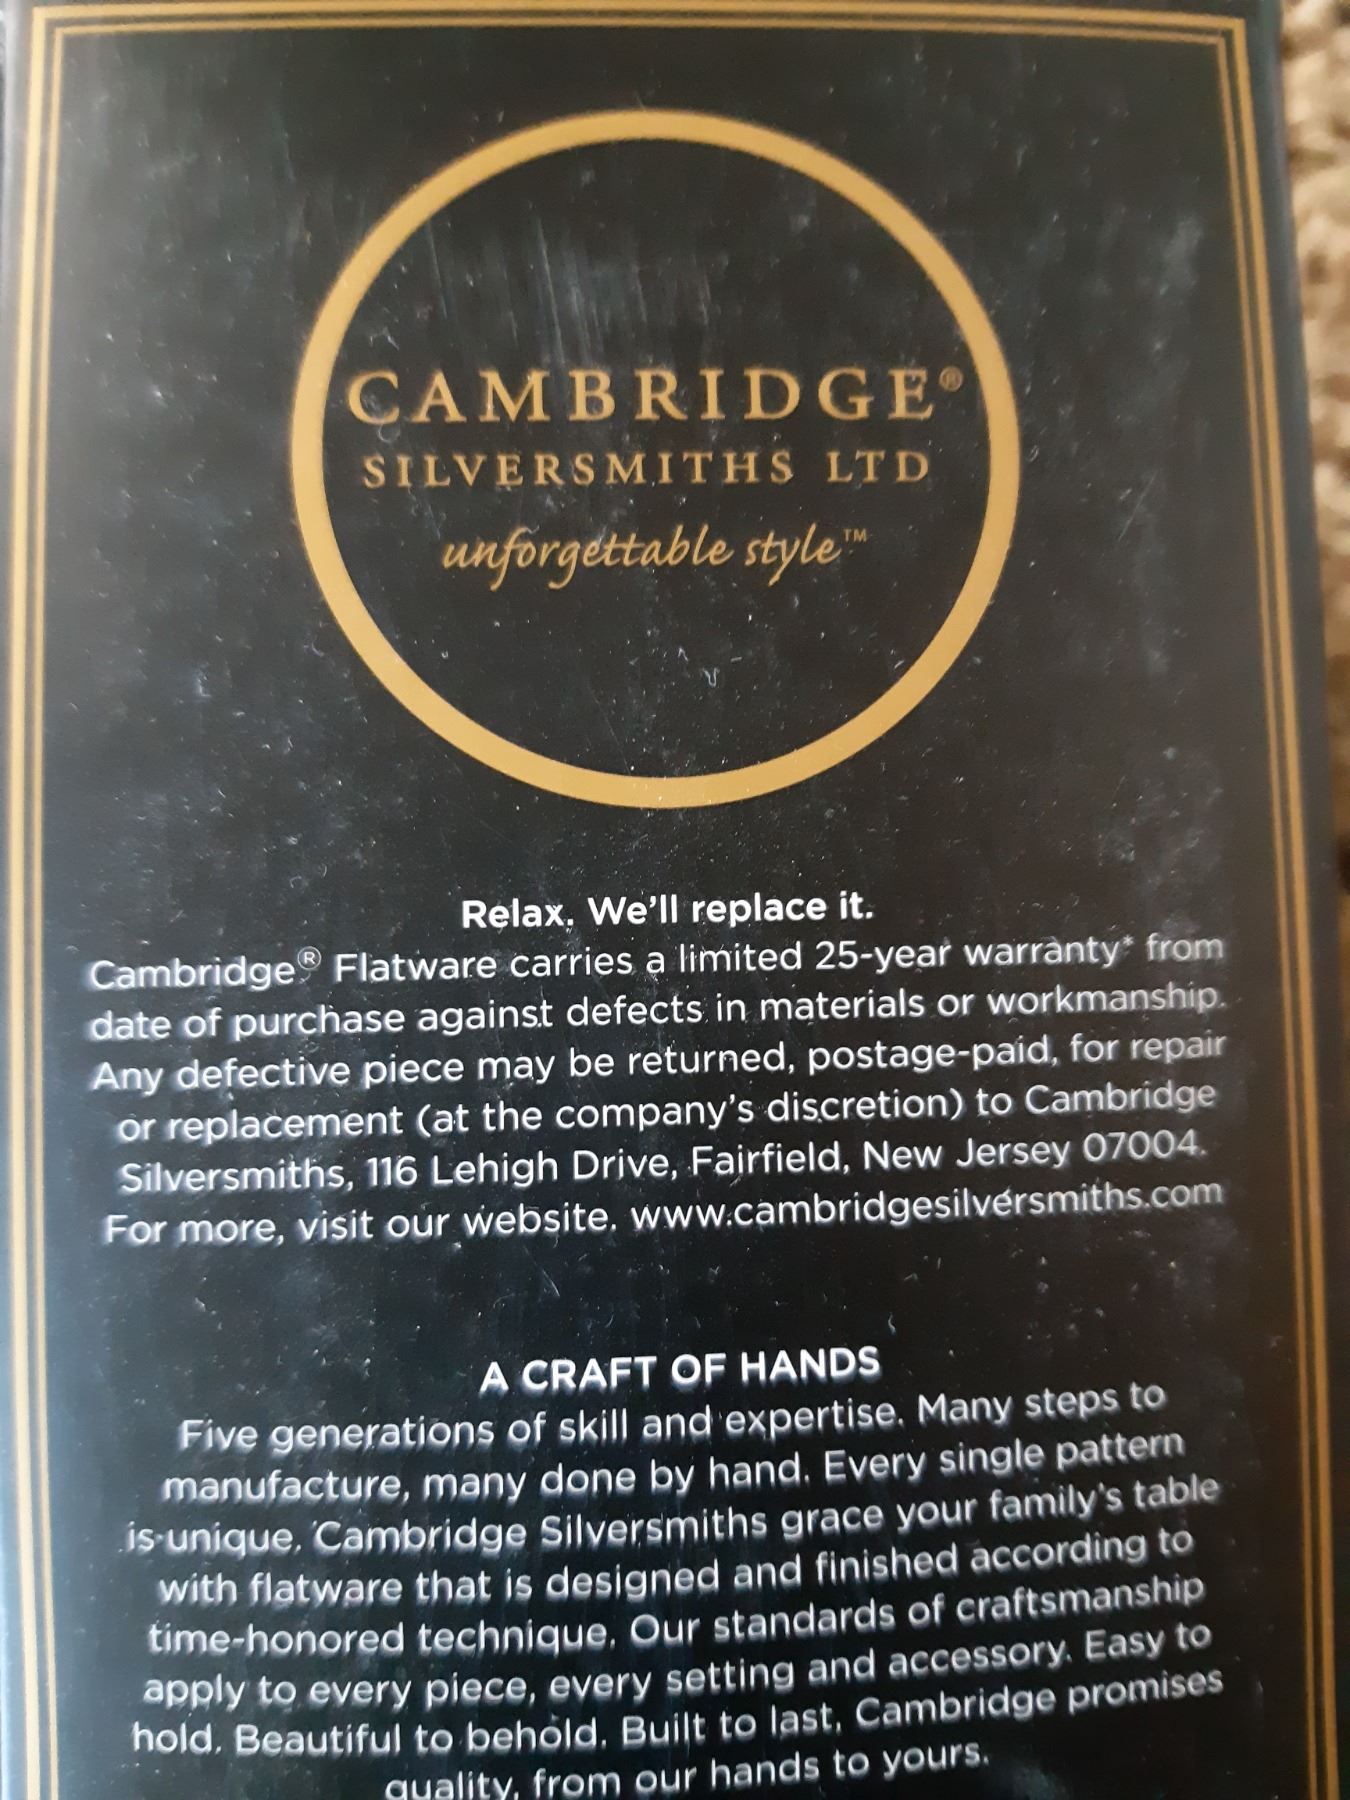 CAMBRIDGE®
SILVERSMITHS LTD
unforgettable style™
Relax. We'll replace it.
Cambridge® Flatware carries a limited 25-year warranty* from
date of purchase against defects in materials or workmanship.
Any defective piece may be returned, postage-paid, for repair
or replacement (at the company's discretion) to Cambridge
Silversmiths, 116 Lehigh Drive, Fairfield, New Jersey 07004.
For more, visit our website. www.cambridgesilversmiths.com
A CRAFT OF HANDS
Five generations of skill and expertise. Many steps to
manufacture, many done by hand. Every single pattern
is unique. Cambridge Silversmiths grace your family's table
with flatware that is designed and finished according to
time-honored technique. Our standards of craftsmanship
apply to every piece, every setting and accessory. Easy to
hold. Beautiful to behold. Built to last, Cambridge promises
quality, from our hands to yours.